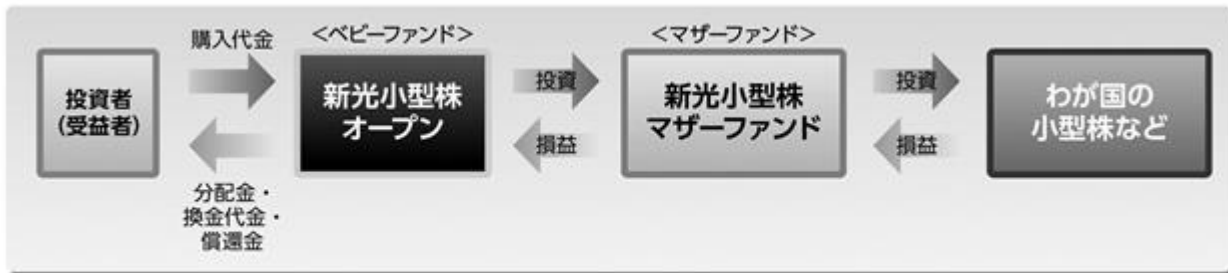 購入代金
<ベビーファンド>
<マザーファンド>
投資者
(受益者)
新光小型株
オープン
投資
損益
新光小型株
マザーファンド
投資
損益
わが国の
小型株など
分配金・
換金代金・
償還金